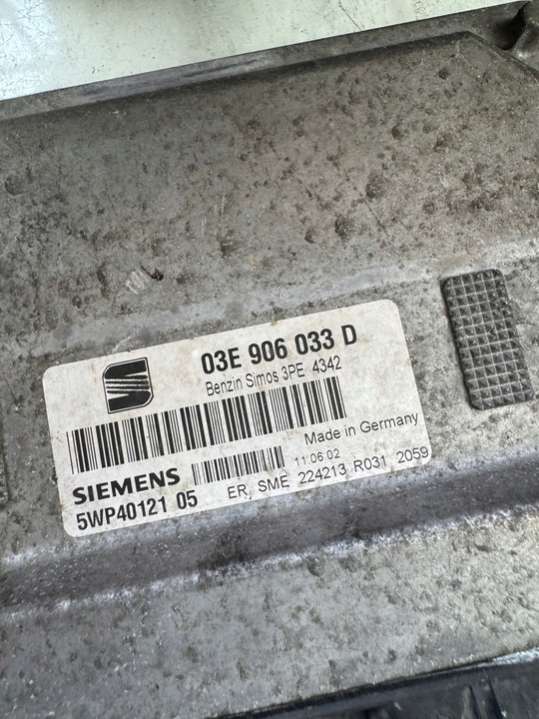 03E 906 033 D
Benzin Simos 3PE 4342
Made in Germany
SIEMENS
11.06.02
5WP40121 05
ER, SME 224213 R031 2059